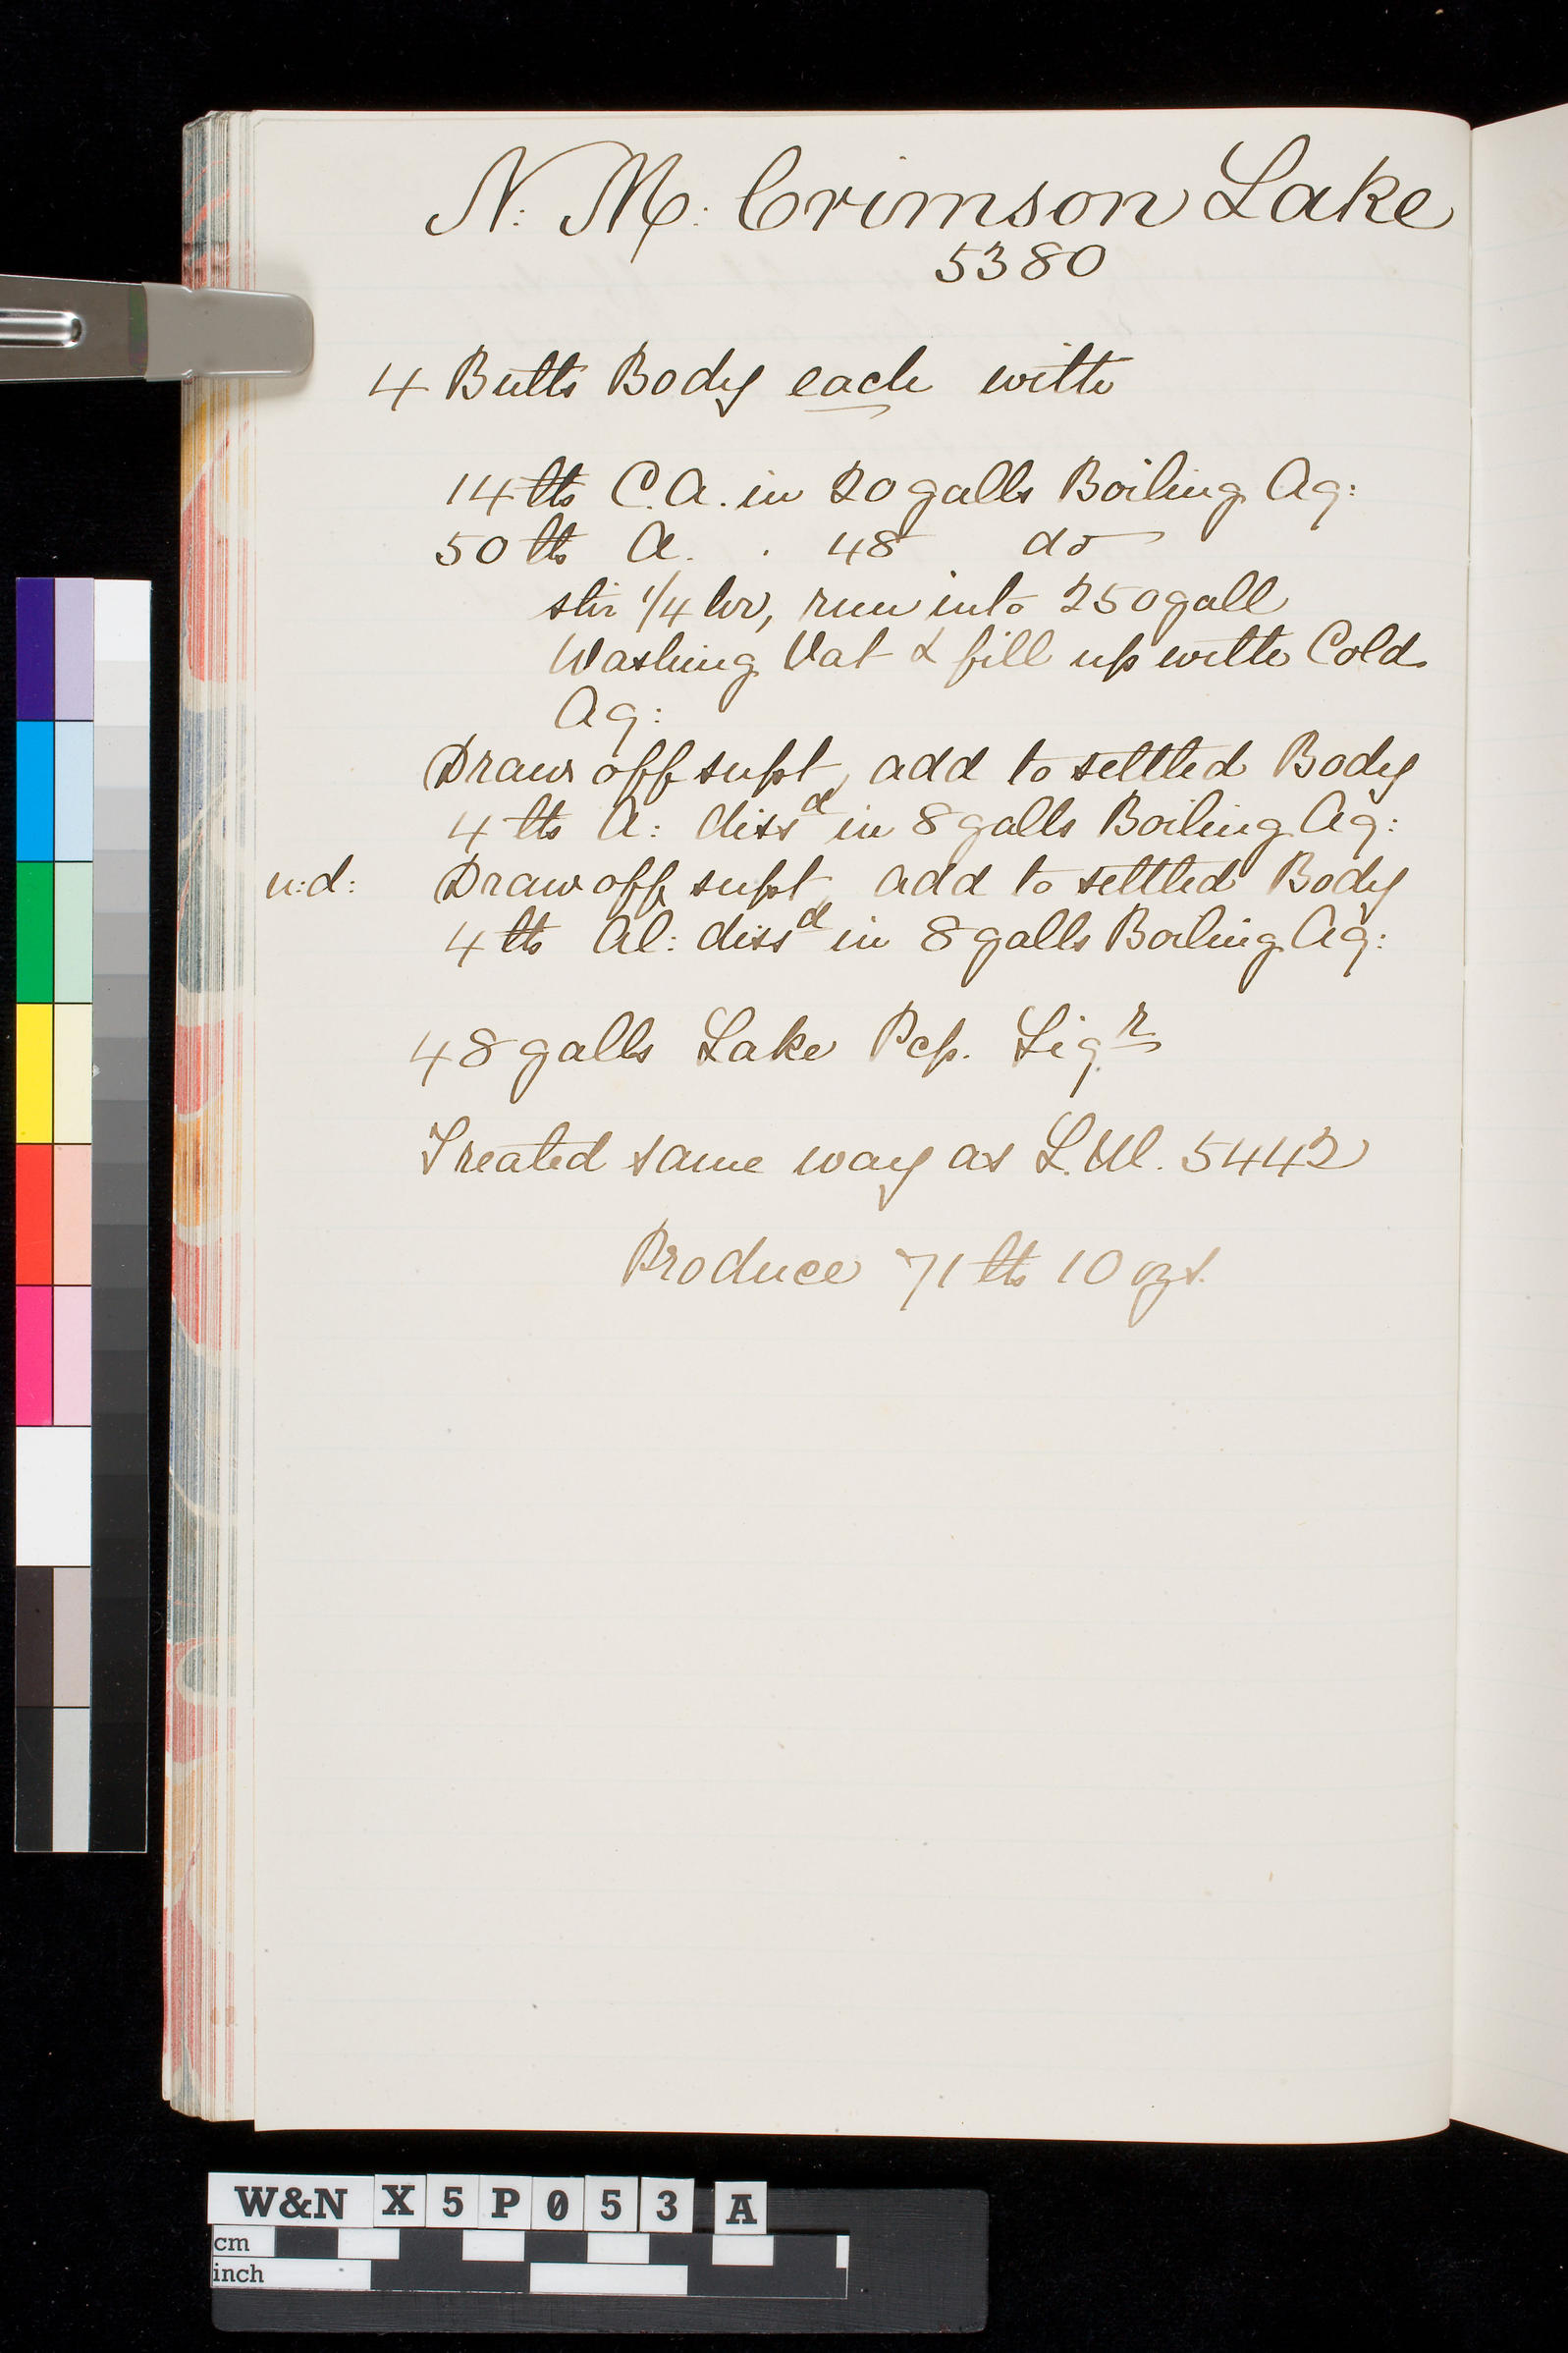 N: M: Crimson Lake
5380
4 Butts Body each with
14 lbs C.A. in 20 galls Boiling Aq:
50 lbs A. . 48 do
stir 1/4 hr, run into 250 gall
Washing Vat & fill up with Cold
Aq:
Draw off supt, add to settled Body
4 lbs A: dissd in 8 galls Boiling Aq:
n:d: Draw off supt, add to settled Body
4 lbs Al: dissd in 8 galls Boiling Aq:
48 galls Lake Pcp. Liqr
Treated same way as L. 5442
Produce 71 lbs 10 ozs.
W&N X5P053 A
cm
inch